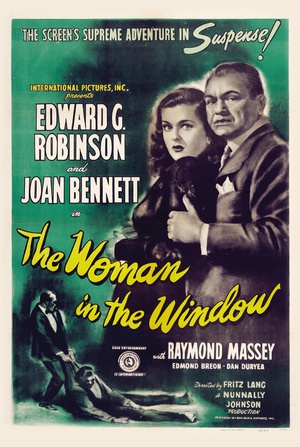 THE SCREEN'S SUPREME ADVENTURE IN Suspense!
INTERNATIONAL PICTURES, INC.
presents
EDWARD G.
ROBINSON
and
JOAN BENNETT
in
The Woman
in the Window
with RAYMOND MASSEY
EDMOND BREON · DAN DURYEA
Directed by FRITZ LANG
A NUNNALLY
JOHNSON
PRODUCTION